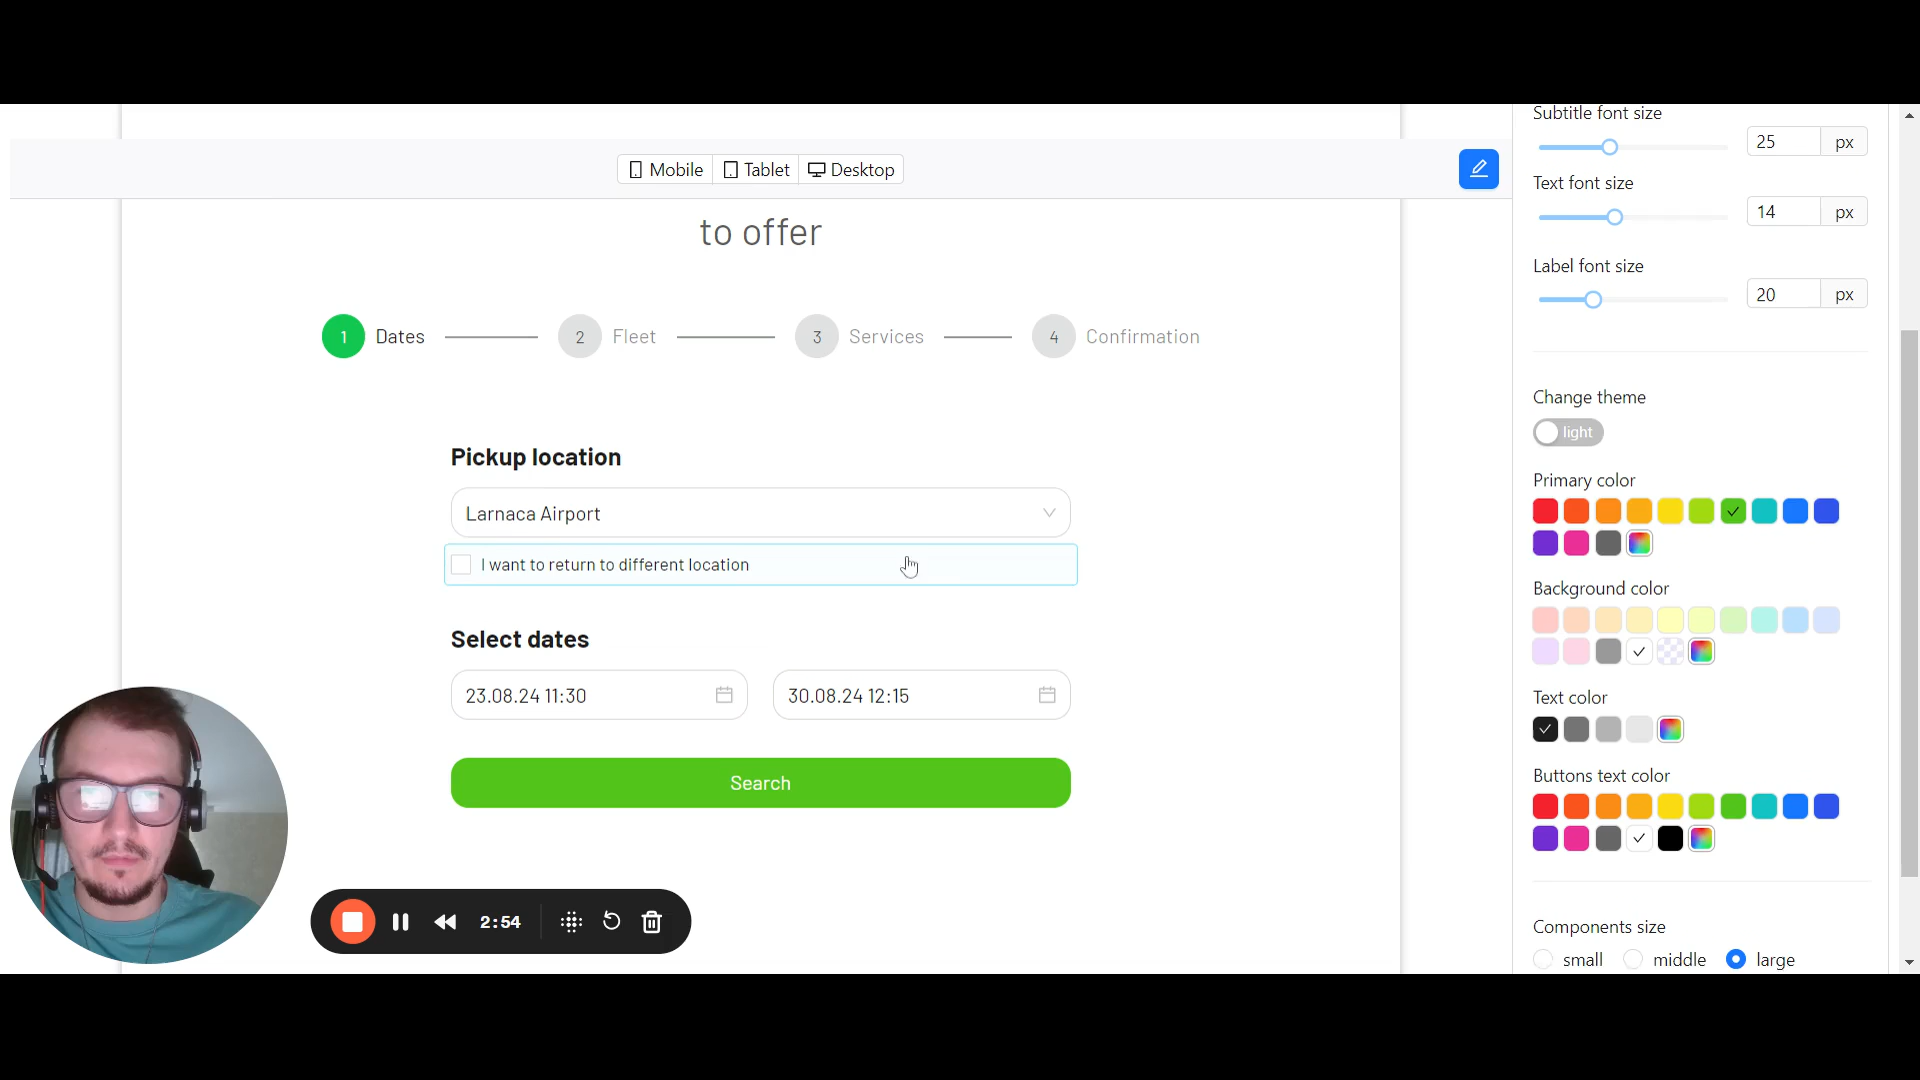 Mobile
Tablet
Desktop
to offer
1 Dates 2 Fleet 3 Services 4 Confirmation
Pickup location
Larnaca Airport
I want to return to different location
Select dates
23.08.24 11:30 30.08.24 12:15
Search
2:54
Subtitle font size
25 px
Text font size
14 px
Label font size
20 px
Change theme
light
Primary color
Background color
Text color
Buttons text color
Components size
small middle large